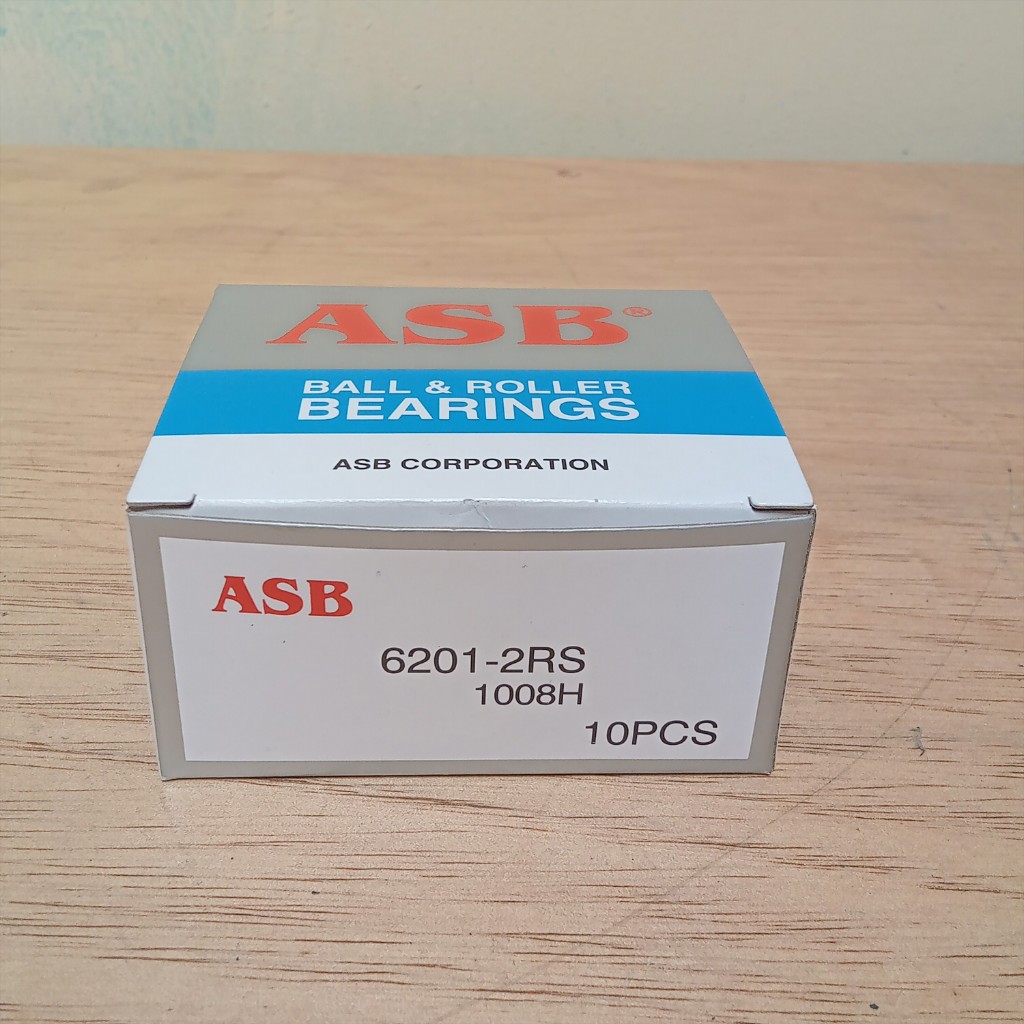 ASB®
BALL & ROLLER
BEARINGS
ASB CORPORATION
ASB
6201-2RS
1008H
10PCS